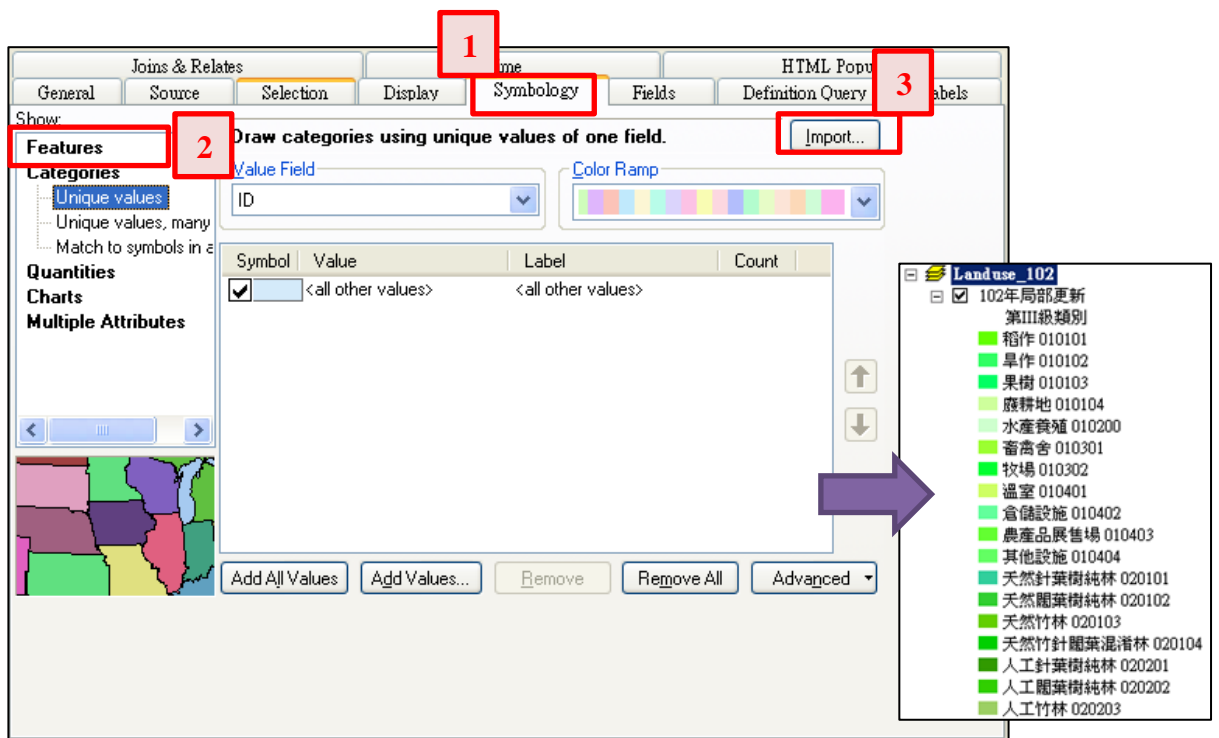 1
Joins & Relates
me
HTML Popu
3
General
Source
Selection
Display
Symbology
Fields
Definition Query
abels
Show:
Features
2
Draw categories using unique values of one field.
Import...
Categories
Unique values
Unique values, many
Match to symbols in a
Quantities
Charts
Multiple Attributes
Value Field
ID
Color Ramp
Symbol
Value
Label
Count
<all other values>
<all other values>
Add All Values
Add Values...
Remove
Remove All
Advanced
Landuse_102
102年局部更新
第III級類別
稻作 010101
旱作 010102
果樹 010103
廢耕地 010104
水產養殖 010200
畜禽舍 010301
牧場 010302
溫室 010401
倉儲設施 010402
農產品展售場 010403
其他設施 010404
天然針葉樹純林 020101
天然闊葉樹純林 020102
天然竹林 020103
天然竹針闊葉混淆林 020104
人工針葉樹純林 020201
人工闊葉樹純林 020202
人工竹林 020203